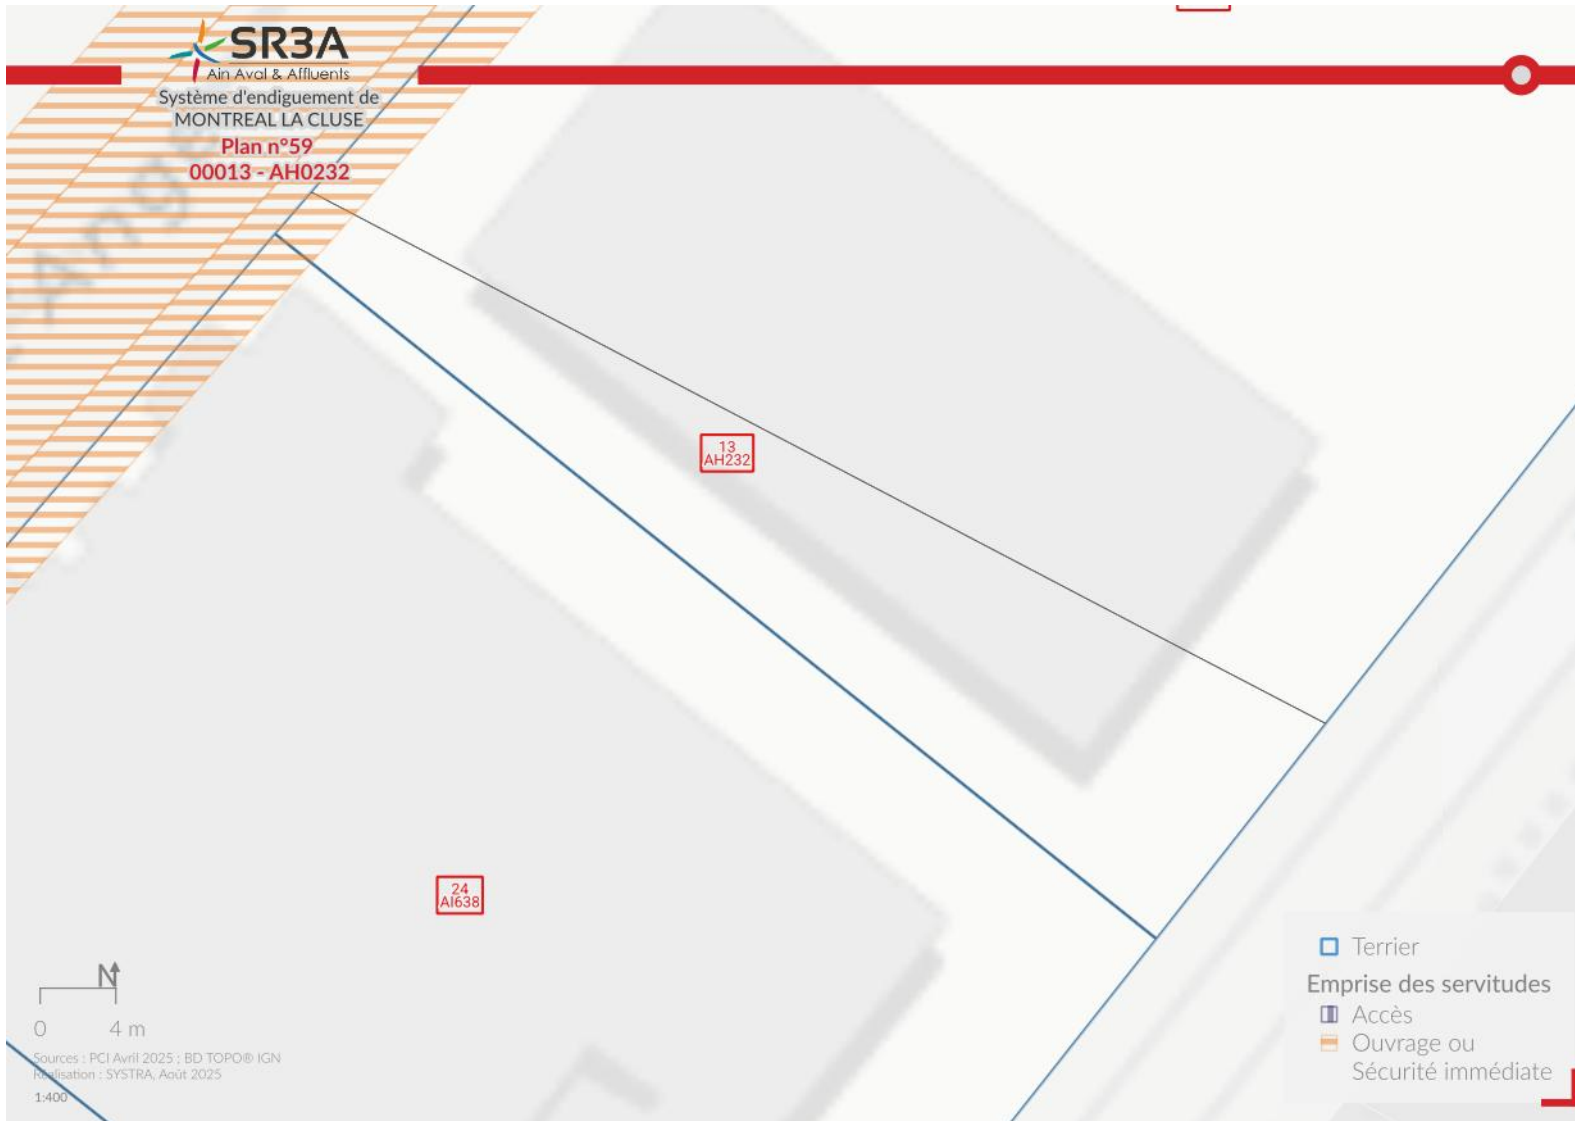 SR3A
Ain Aval & Affluents
Système d'endiguement de
MONTREAL LA CLUSE
Plan n°59
00013 - AH0232
13
AH232
24
AI638
N
0 4 m
Sources : PCI Avril 2025 ; BD TOPO® IGN
Réalisation : SYSTRA, Août 2025
1:400
Terrier
Emprise des servitudes
Accès
Ouvrage ou
Sécurité immédiate